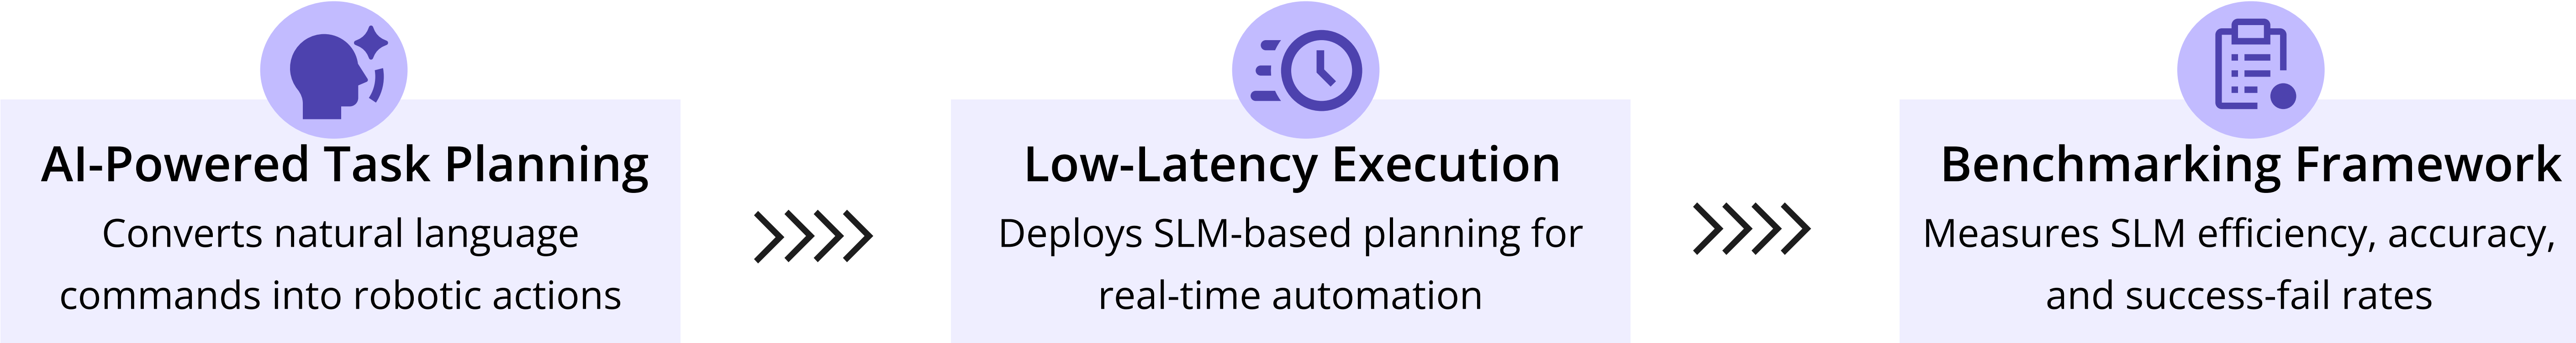 AI-Powered Task Planning
Converts natural language
commands into robotic actions
Low-Latency Execution
Deploys SLM-based planning for
real-time automation
Benchmarking Framework
Measures SLM efficiency, accuracy,
and success-fail rates